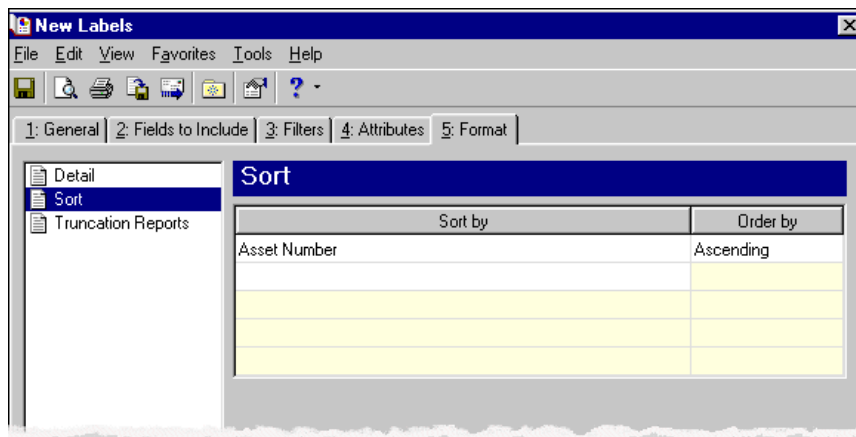 New Labels
File Edit View Favorites Tools Help
?
1: General 2: Fields to Include 3: Filters 4: Attributes 5: Format
Detail
Sort
Truncation Reports
Sort
Sort by Order by
Asset Number Ascending